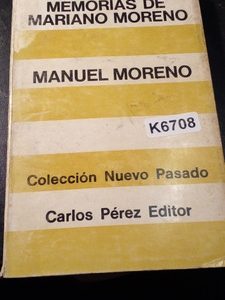 MEMORIAS DE
MARIANO MORENO
MANUEL MORENO
K6708
Colección Nuevo Pasado
Carlos Pérez Editor